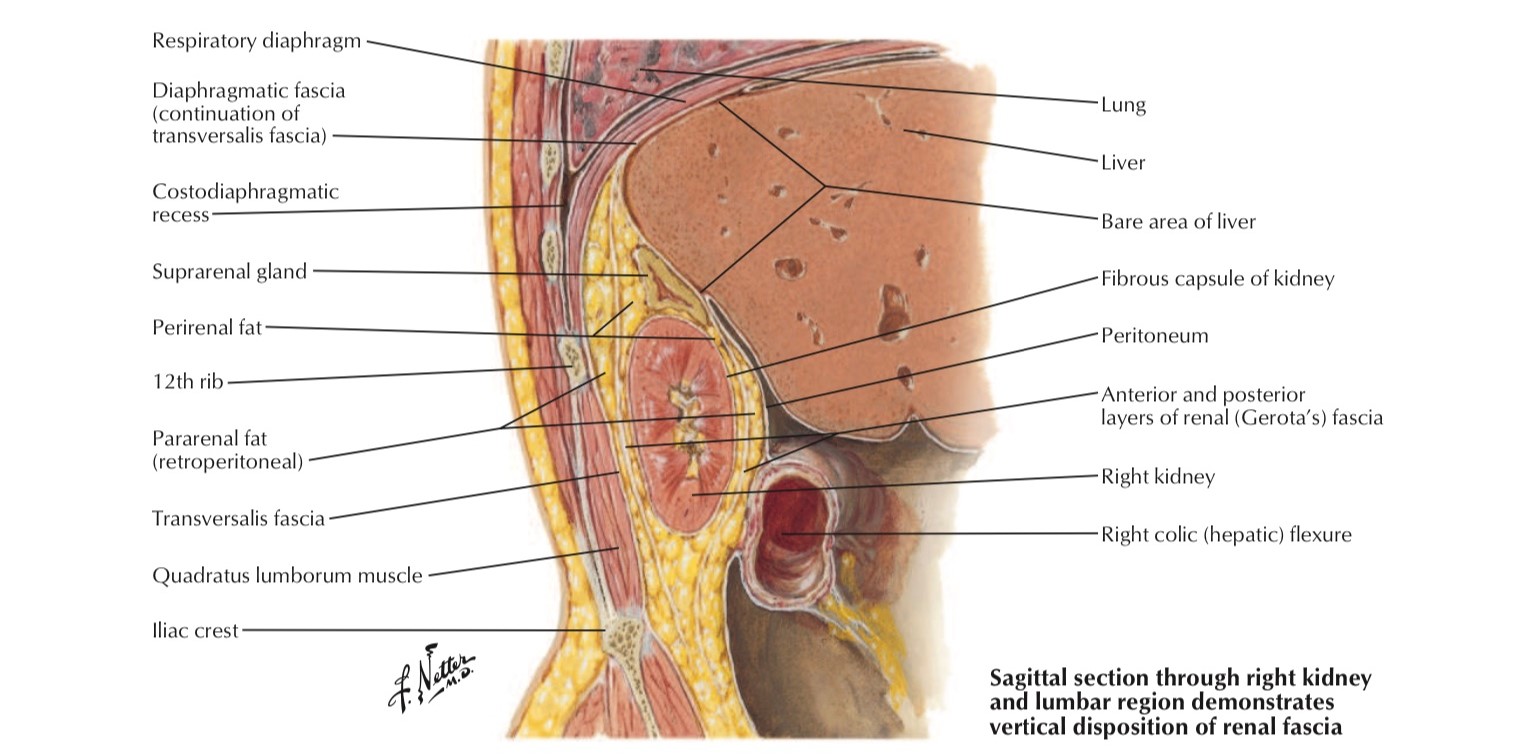 Respiratory diaphragm
Diaphragmatic fascia
(continuation of
transversalis fascia)
Costodiaphragmatic
recess
Suprarenal gland
Perirenal fat
12th rib
Pararenal fat
(retroperitoneal)
Transversalis fascia
Quadratus lumborum muscle
Iliac crest
Lung
Liver
Bare area of liver
Fibrous capsule of kidney
Peritoneum
Anterior and posterior
layers of renal (Gerota’s) fascia
Right kidney
Right colic (hepatic) flexure
F. Netter
M.D.
Sagittal section through right kidney
and lumbar region demonstrates
vertical disposition of renal fascia